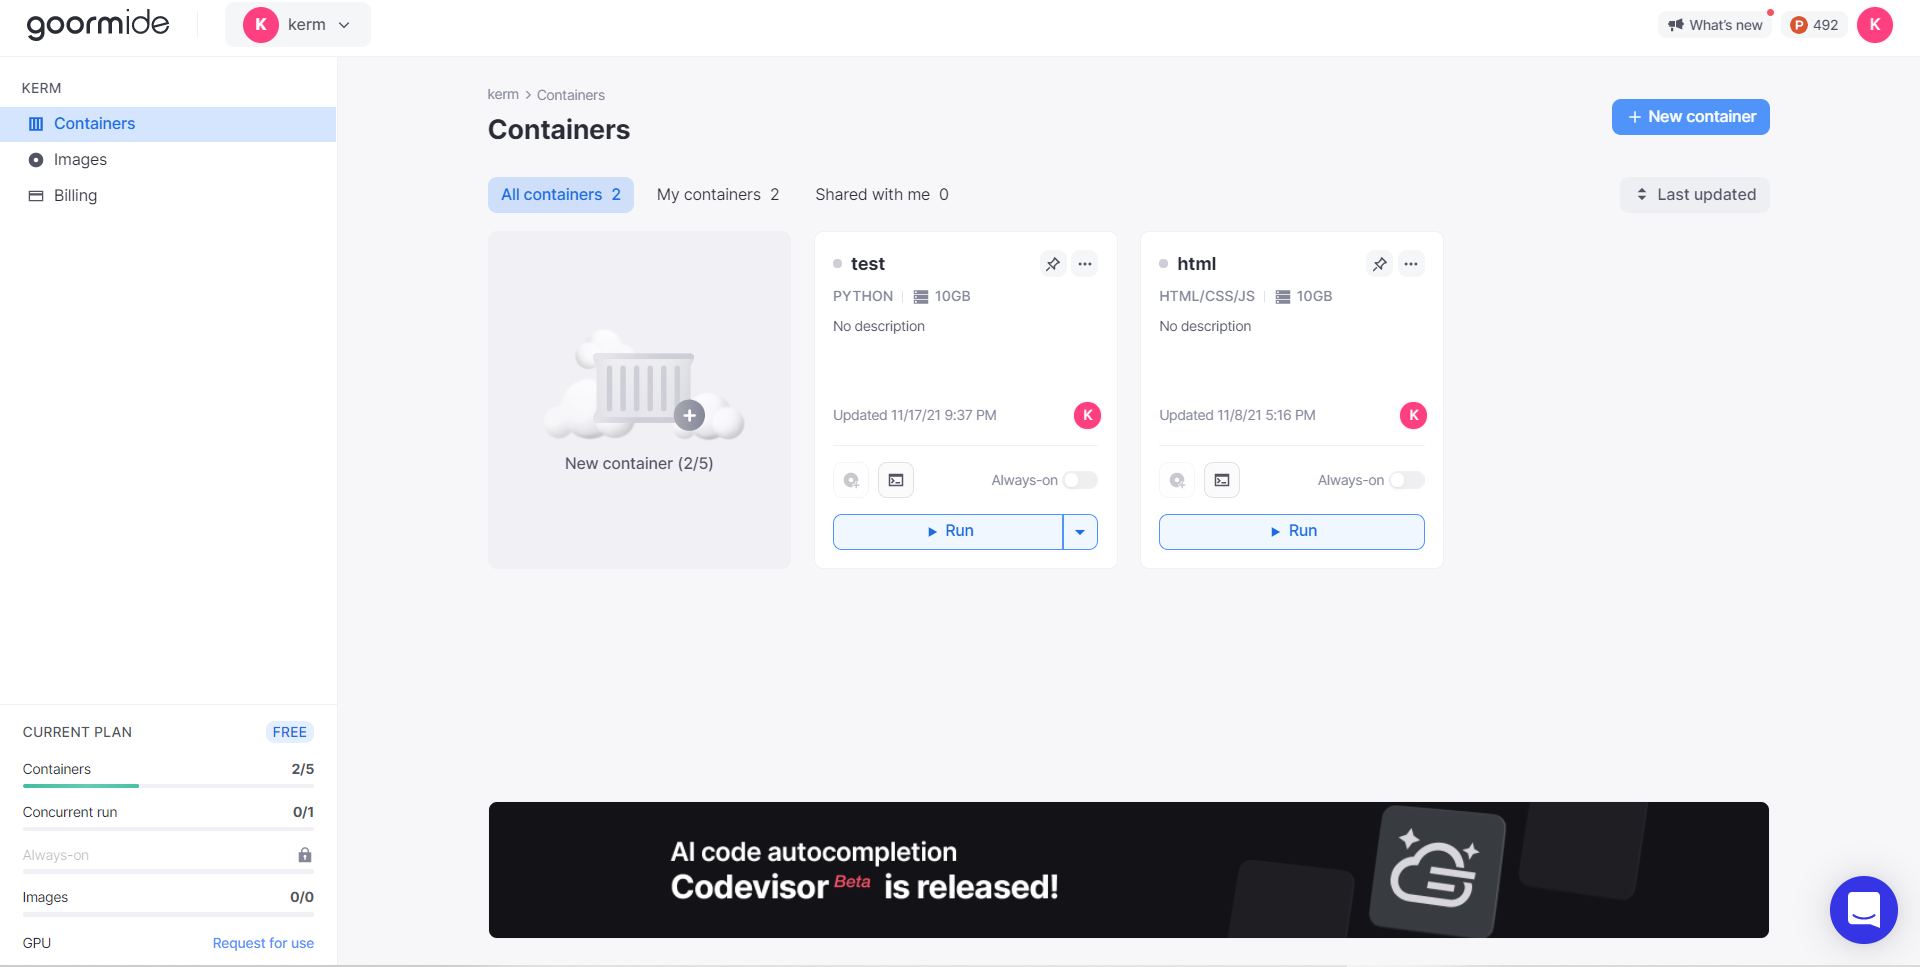 goormide
K kerm
What's new
P 492
K
KERM
Containers
Images
Billing
kerm > Containers
Containers
+ New container
All containers 2
My containers 2
Shared with me 0
Last updated
New container (2/5)
test
PYTHON 10GB
No description
Updated 11/17/21 9:37 PM
K
Always-on
Run
html
HTML/CSS/JS 10GB
No description
Updated 11/8/21 5:16 PM
K
Always-on
Run
CURRENT PLAN FREE
Containers 2/5
Concurrent run 0/1
Always-on
Images 0/0
GPU Request for use
AI code autocompletion
Codevisor Beta is released!